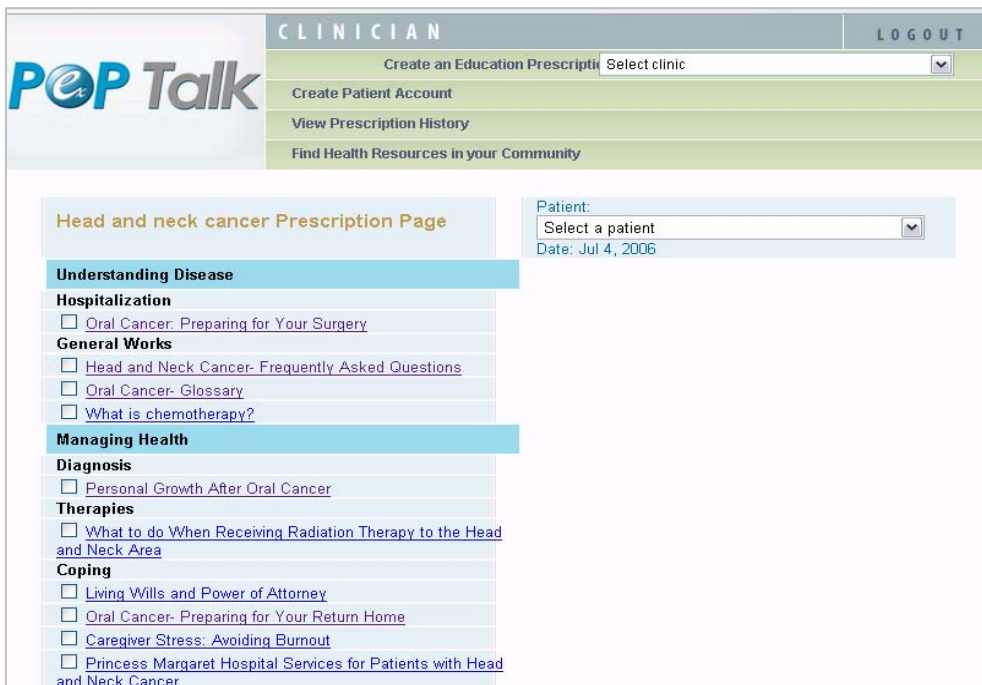 CLINICIAN
LOGOUT
PexP Talk
Create an Education Prescripti
Select clinic
Create Patient Account
View Prescription History
Find Health Resources in your Community
Head and neck cancer Prescription Page
Patient:
Select a patient
Date: Jul 4, 2006
Understanding Disease
Hospitalization
Oral Cancer: Preparing for Your Surgery
General Works
Head and Neck Cancer- Frequently Asked Questions
Oral Cancer- Glossary
What is chemotherapy?
Managing Health
Diagnosis
Personal Growth After Oral Cancer
Therapies
What to do When Receiving Radiation Therapy to the Head
and Neck Area
Coping
Living Wills and Power of Attorney
Oral Cancer- Preparing for Your Return Home
Caregiver Stress: Avoiding Burnout
Princess Margaret Hospital Services for Patients with Head
and Neck Cancer